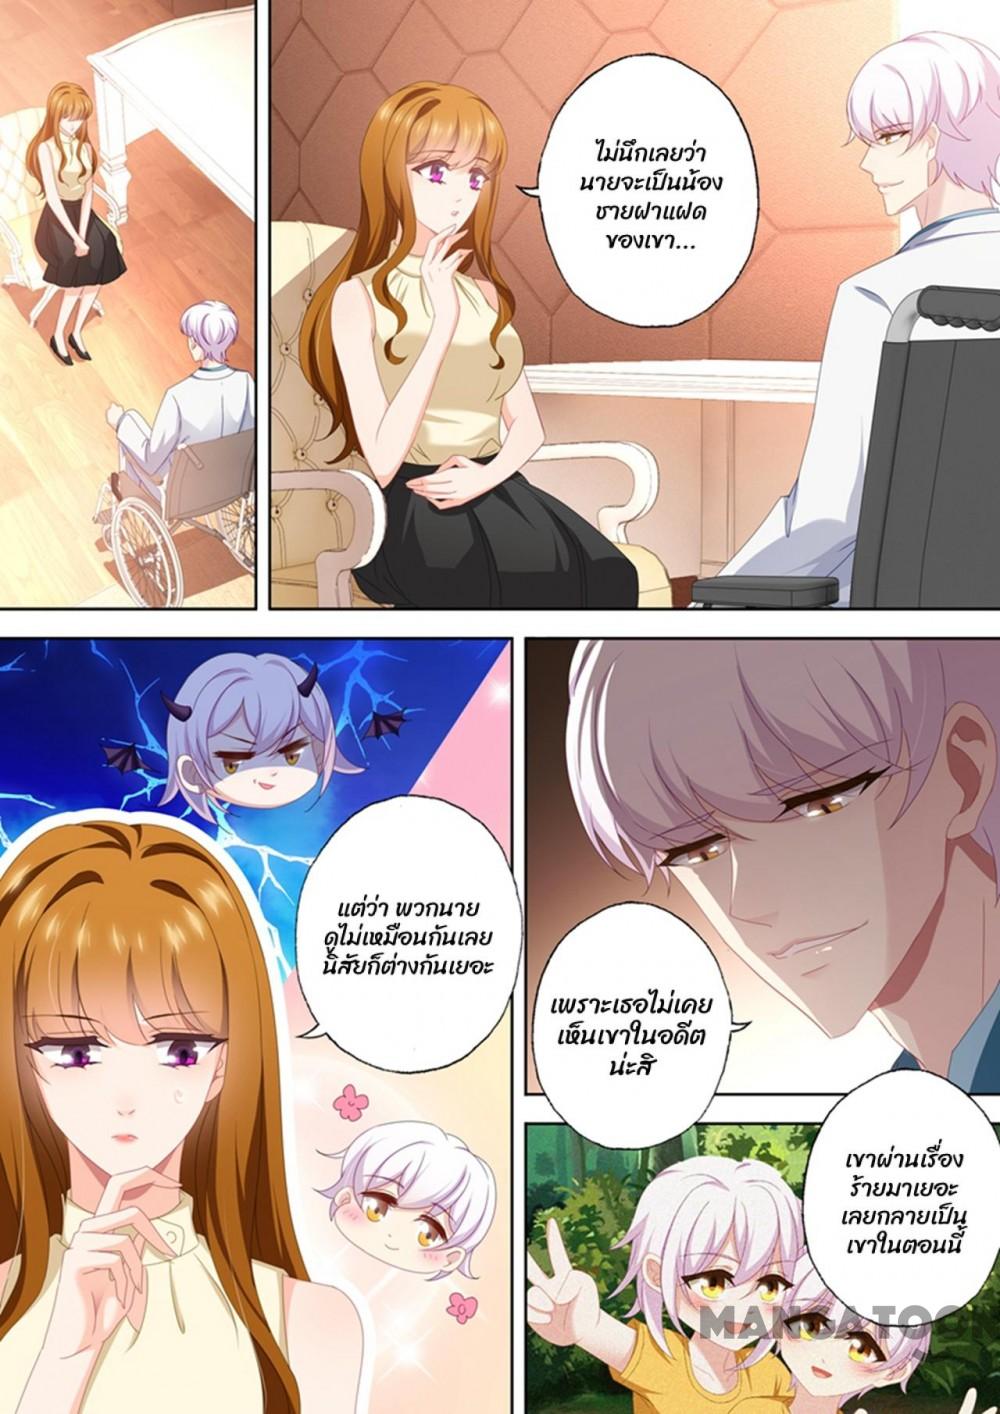 ไม่นึกเลยว่า
นายจะเป็นน้อง
ชายฝาแฝด
ของเขา...
แต่ว่า พวกนาย
ดูไม่เหมือนกันเลย
นิสัยก็ต่างกันเยอะ
เพราะเธอไม่เคย
เห็นเขาในอดีต
น่ะสิ
เขาผ่านเรื่อง
ร้ายมาเยอะ
เลยกลายเป็น
เขาในตอนนี้
MANGATOON